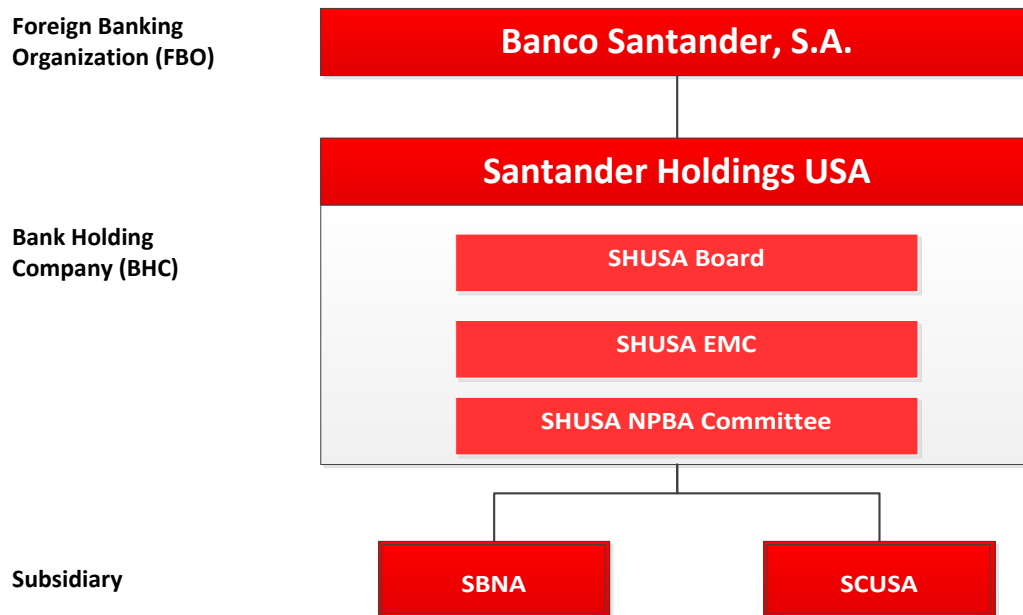 Foreign Banking
Organization (FBO)
Banco Santander, S.A.
Santander Holdings USA
Bank Holding
Company (BHC)
SHUSA Board
SHUSA EMC
SHUSA NPBA Committee
Subsidiary
SBNA
SCUSA